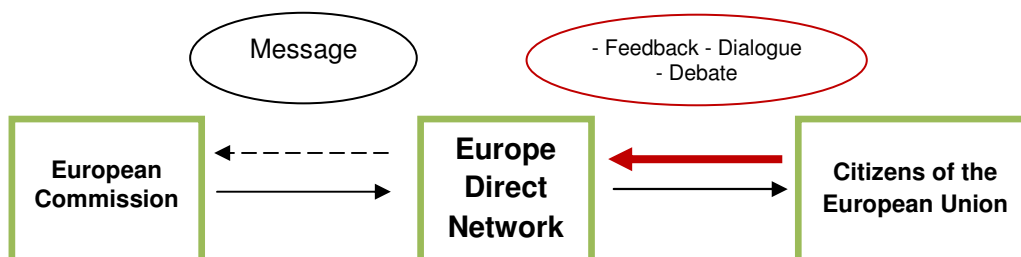 Message
- Feedback - Dialogue
- Debate
European
Commission
Europe
Direct
Network
Citizens of the
European Union